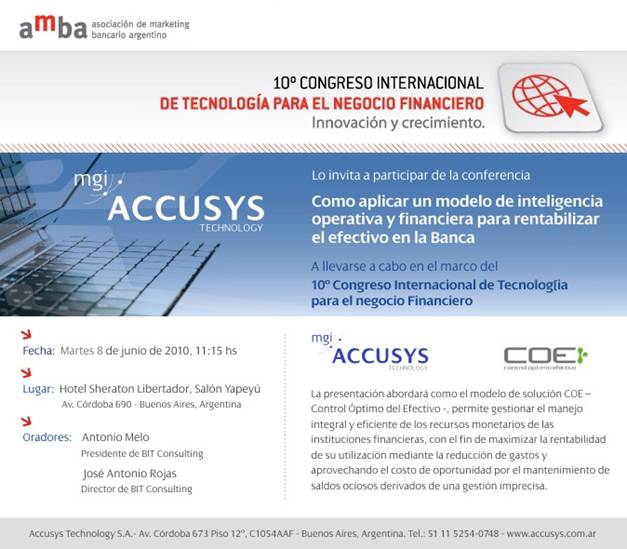 amba asociación de marketing
bancario argentino
10º CONGRESO INTERNACIONAL
DE TECNOLOGÍA PARA EL NEGOCIO FINANCIERO
Innovación y crecimiento.
mgi
ACCUSYS
TECHNOLOGY
Lo invita a participar de la conferencia
Como aplicar un modelo de inteligencia
operativa y financiera para rentabilizar
el efectivo en la Banca
A llevarse a cabo en el marco del
10º Congreso Internacional de Tecnolog[ia
para el negocio Financiero
Fecha: Martes 8 de junio de 2010, 11:15 hs
Lugar: Hotel Sheraton Libertador, Salón Yapeyú
Av. Córdoba 690 - Buenos Aires, Argentina
Oradores: Antonio Melo
Presidente de BIT Consulting
José Antonio Rojas
Director de BIT Consulting
mgi
ACCUSYS
TECHNOLOGY
COE
control óptimo efectivo
La presentación abordará como el modelo de solución COE –
Control Óptimo del Efectivo -, permite gestionar el manejo
integral y eficiente de los recursos monetarios de las
instituciones financieras, con el fin de maximizar la rentabilidad
de su utilización mediante la reducción de gastos y
aprovechando el costo de oportunidad por el mantenimiento de
saldos ociosos derivados de una gestión imprecisa.
Accusys Technology S.A.- Av. Córdoba 673 Piso 12º, C1054AAF - Buenos Aires, Argentina. Tel.: 51 11 5254-0748 - www.accusys.com.ar